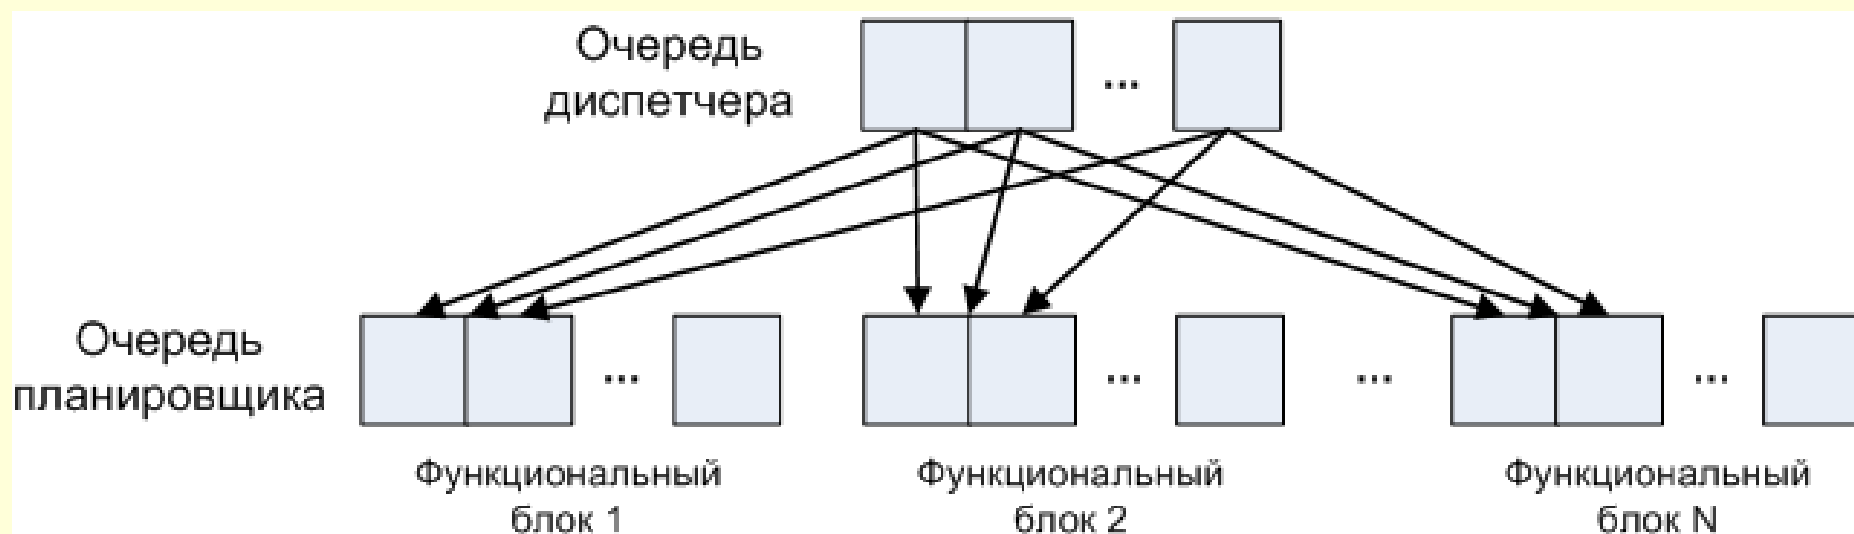 Очередь
диспетчера
...
Очередь
планировщика
... ... ... ...
Функциональный
блок 1
Функциональный
блок 2
Функциональный
блок N